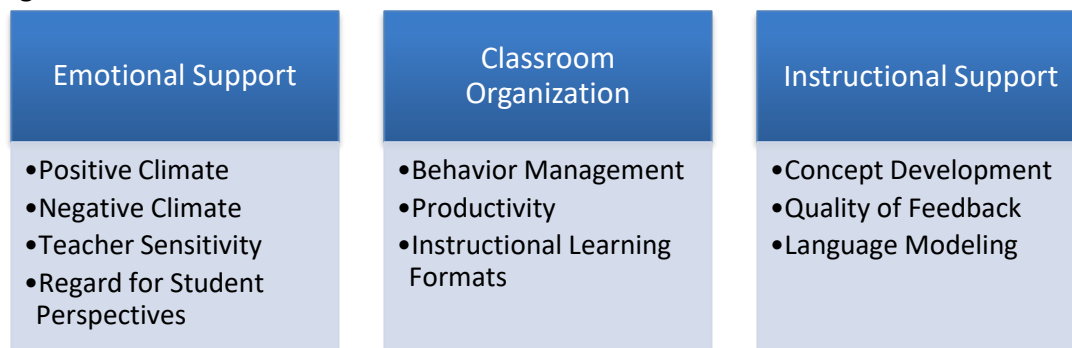 Emotional Support
•Positive Climate
•Negative Climate
•Teacher Sensitivity
•Regard for Student
Perspectives
Classroom
Organization
•Behavior Management
•Productivity
•Instructional Learning
Formats
Instructional Support
•Concept Development
•Quality of Feedback
•Language Modeling